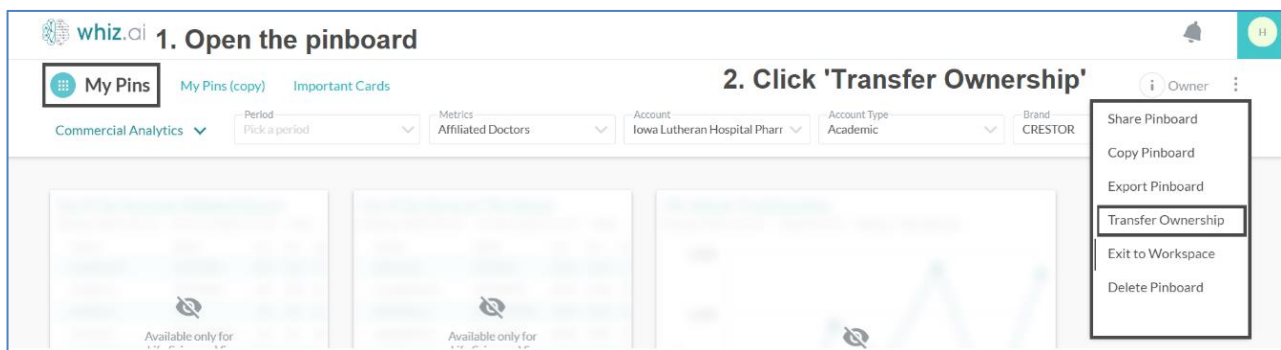 whiz.ai 1. Open the pinboard
H
My Pins My Pins (copy) Important Cards 2. Click 'Transfer Ownership' i Owner
Commercial Analytics
Period
Pick a period
Metrics
Affiliated Doctors
Account
Iowa Lutheran Hospital Pharr
Account Type
Academic
Brand
CRESTOR
Share Pinboard
Copy Pinboard
Export Pinboard
Transfer Ownership
Exit to Workspace
Delete Pinboard
Available only for
Available only for